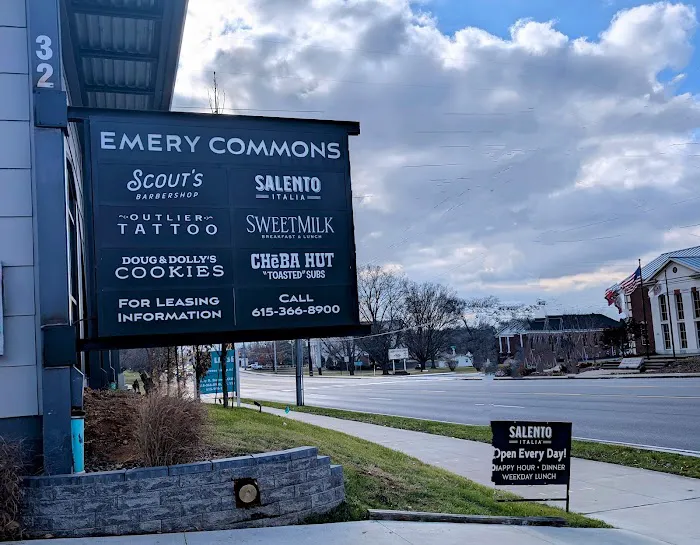 32
EMERY COMMONS
SCOUT'S
BARBERSHOP
SALENTO
ITALIA
OUTLIER
TATTOO
SWEETMILK
BREAKFAST & LUNCH
DOUG & DOLLY'S
COOKIES
CHēBA HUT
"TOASTED" SUBS
FOR LEASING
INFORMATION
CALL
615-366-8900
SALENTO
ITALIA
Open Every Day!
HAPPY HOUR • DINNER
WEEKDAY LUNCH